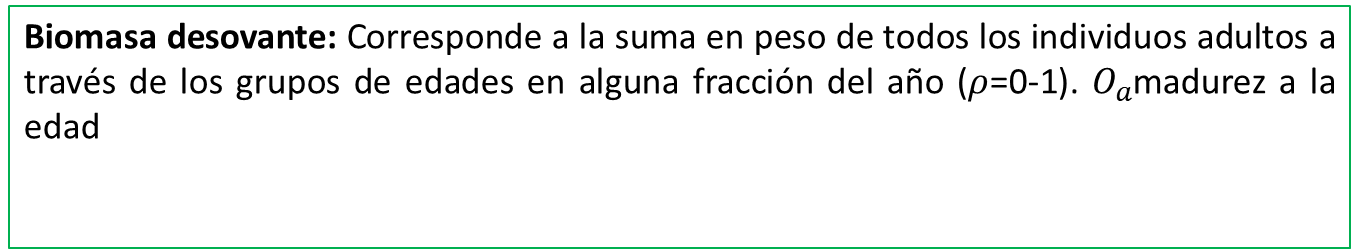 Biomasa desovante: Corresponde a la suma en peso de todos los individuos adultos a
través de los grupos de edades en alguna fracción del año (ρ=0-1). 𝑂ₐmadurez a la
edad